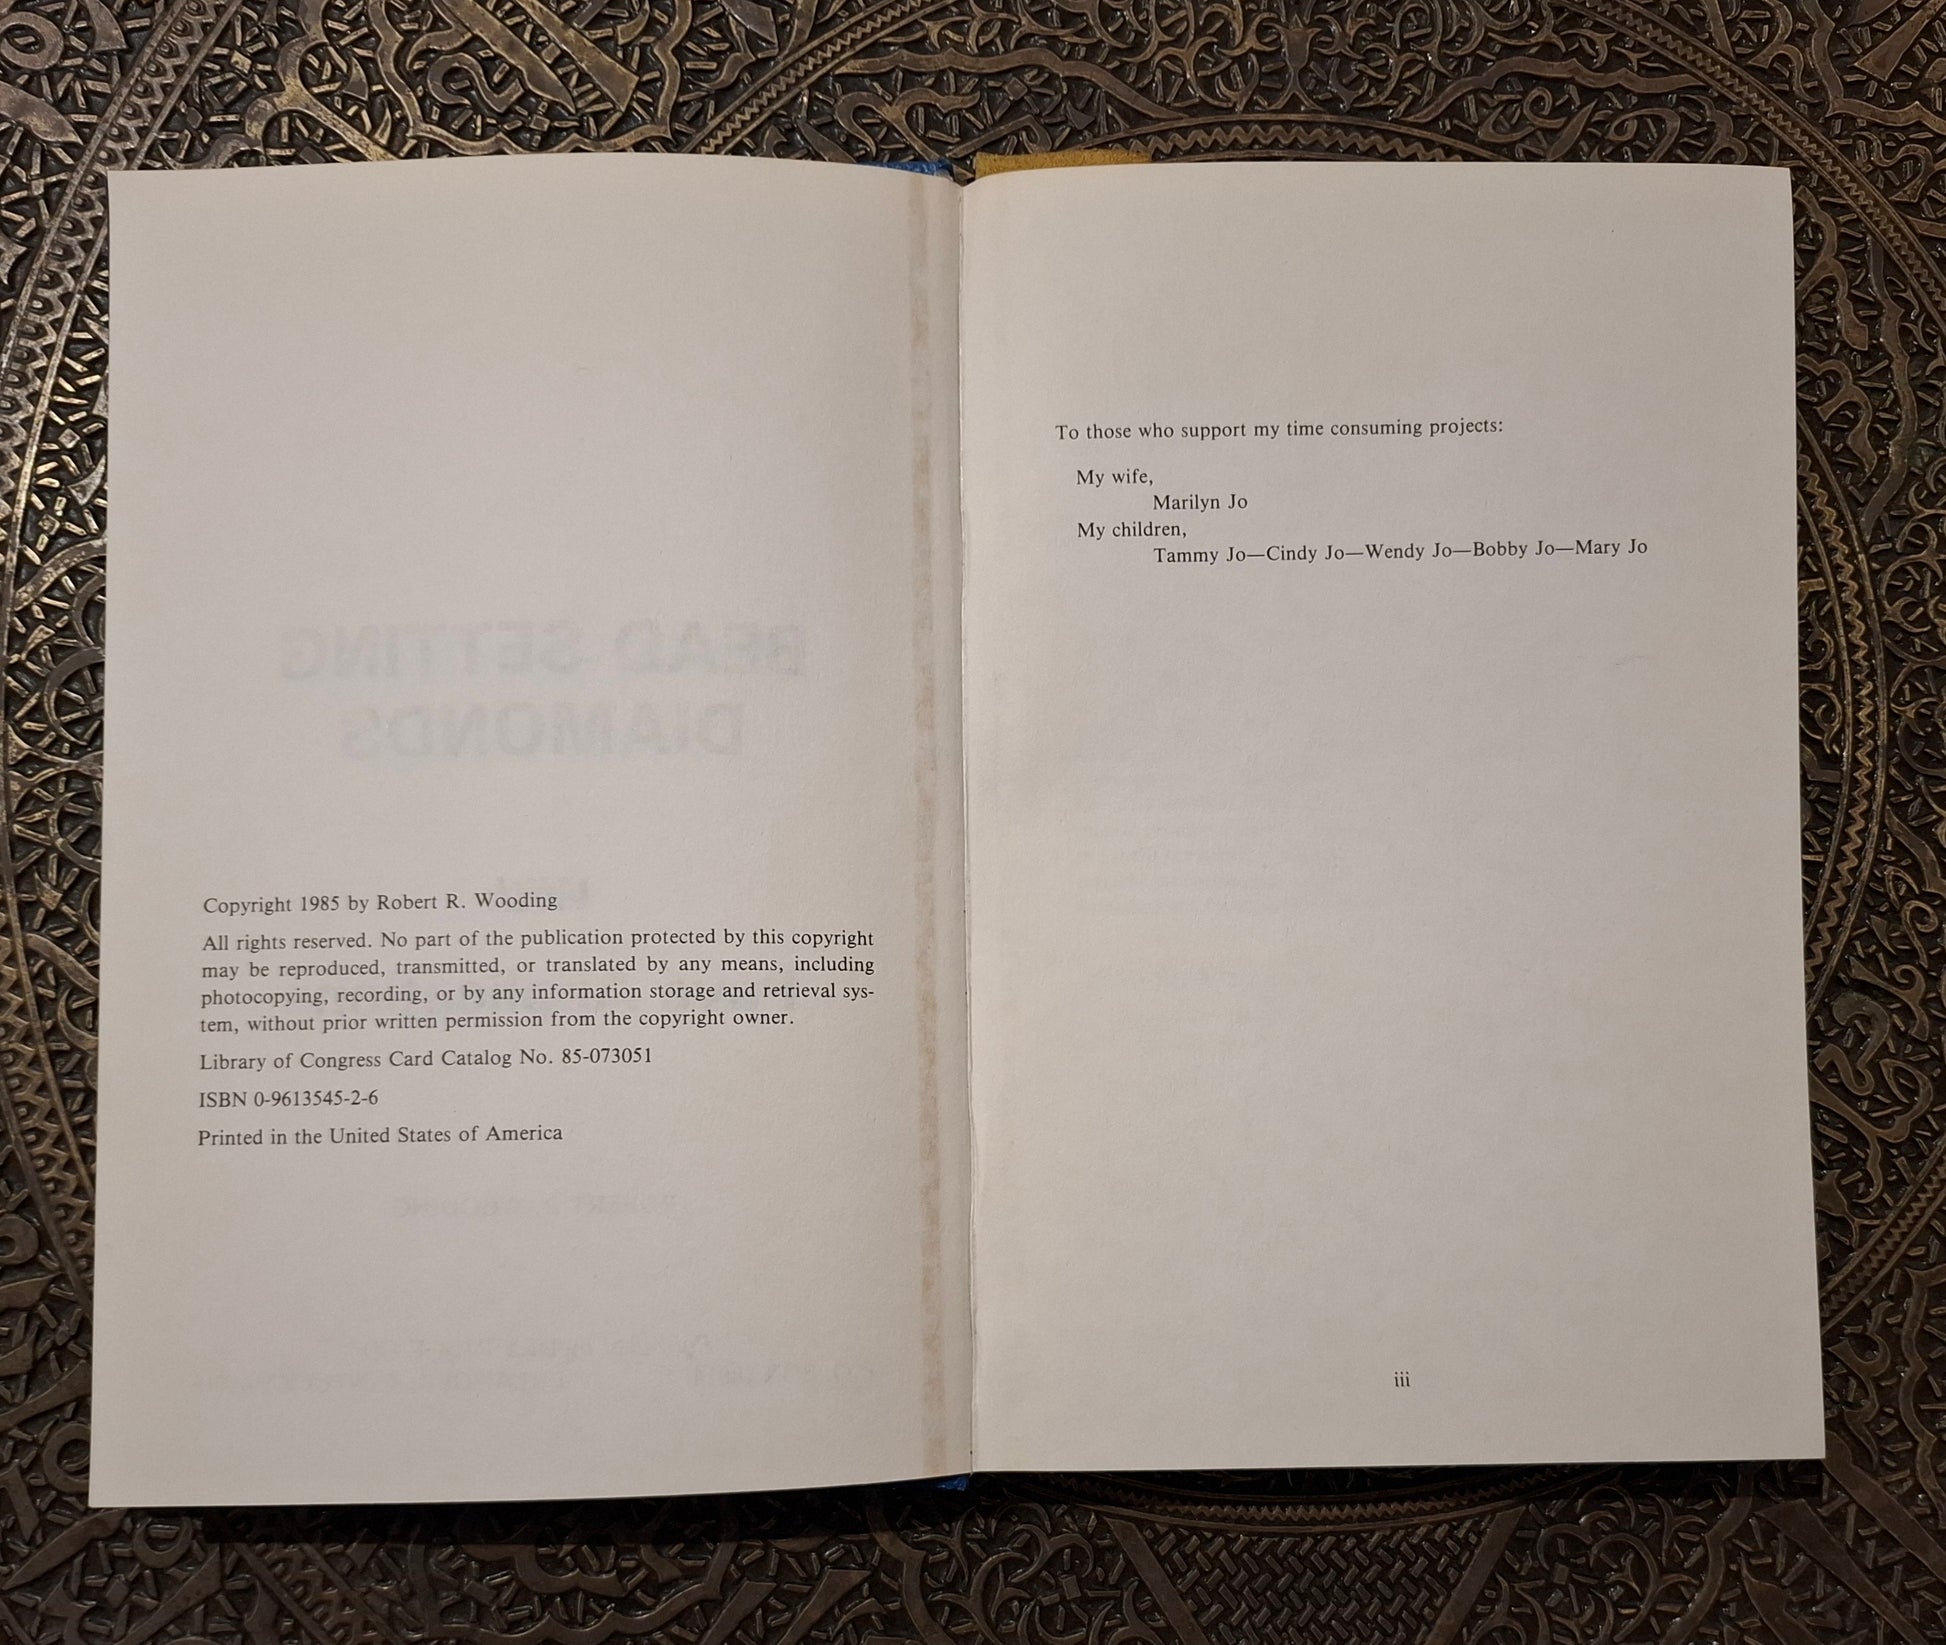 BEAD SETTING
DIAMONDS
Copyright 1985 by Robert R. Wooding
All rights reserved. No part of the publication protected by this copyright
may be reproduced, transmitted, or translated by any means, including
photocopying, recording, or by any information storage and retrieval sys-
tem, without prior written permission from the copyright owner.
Library of Congress Card Catalog No. 85-073051
ISBN 0-9613545-2-6
Printed in the United States of America
To those who support my time consuming projects:
My wife,
Marilyn Jo
My children,
Tammy Jo—Cindy Jo—Wendy Jo—Bobby Jo—Mary Jo
iii